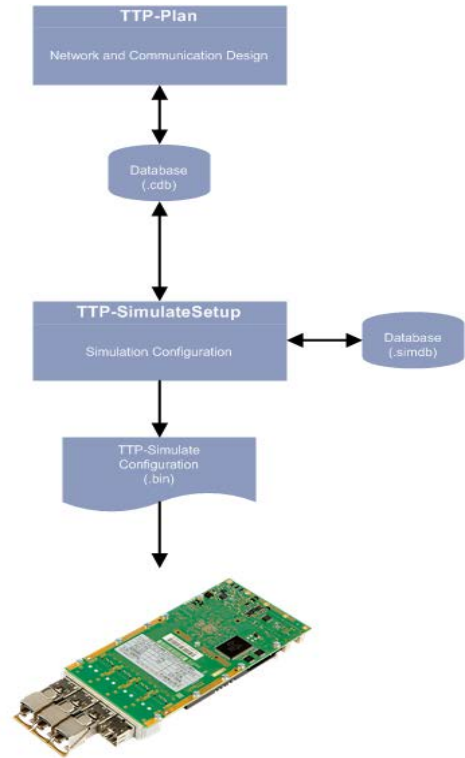 TTP-Plan
Network and Communication Design
Database
(.cdb)
TTP-SimulateSetup
Simulation Configuration
Database
(.simdb)
TTP-Simulate
Configuration
(.bin)